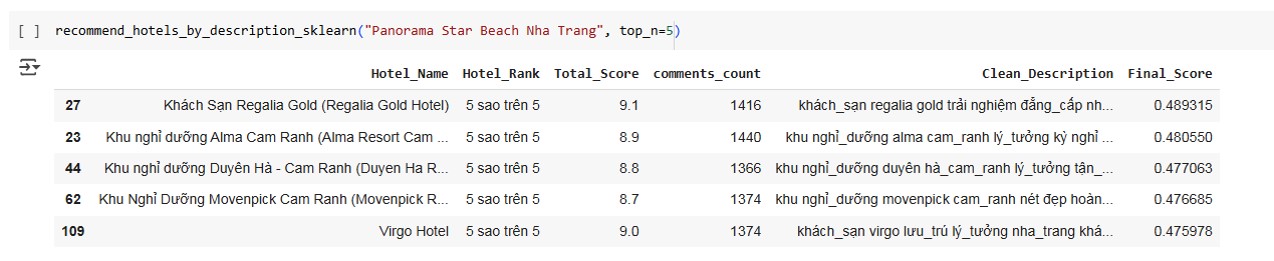 [ ] recommend_hotels_by_description_sklearn("Panorama Star Beach Nha Trang", top_n=5)
Hotel_Name Hotel_Rank Total_Score comments_count Clean_Description Final_Score
27 Khách Sạn Regalia Gold (Regalia Gold Hotel) 5 sao trên 5 9.1 1416 khách_sạn regalia gold trải nghiệm đẳng_cấp nh... 0.489315
23 Khu nghỉ dưỡng Alma Cam Ranh (Alma Resort Cam ... 5 sao trên 5 8.9 1440 khu nghỉ_dưỡng alma cam_ranh lý_tưởng kỳ nghỉ ... 0.480550
44 Khu nghỉ dưỡng Duyên Hà - Cam Ranh (Duyen Ha R... 5 sao trên 5 8.8 1366 khu nghỉ_dưỡng duyên hà_cam_ranh lý_tưởng tận_... 0.477063
62 Khu Nghỉ Dưỡng Movenpick Cam Ranh (Movenpick R... 5 sao trên 5 8.7 1374 khu nghỉ_dưỡng movenpick cam_ranh nét đẹp hoàn... 0.476685
109 Virgo Hotel 5 sao trên 5 9.0 1374 khách_sạn virgo lưu_trú lý_tưởng nha_trang khá... 0.475978